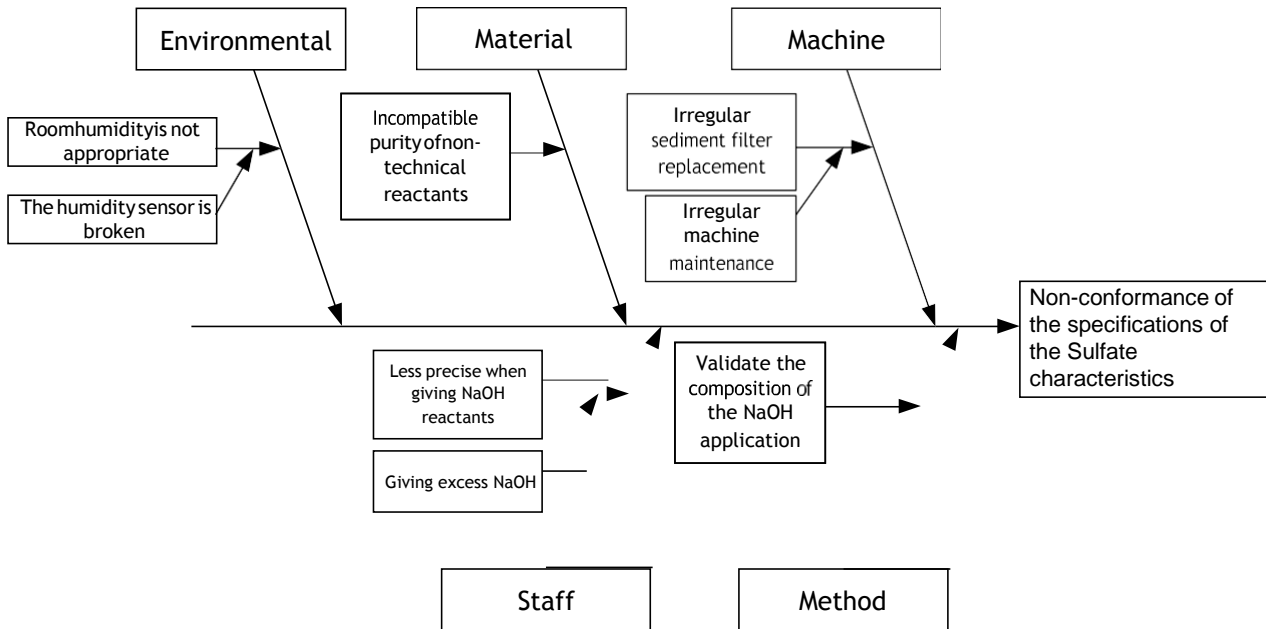 Environmental
Material
Machine
Roomhumidityis not
appropriate
The humidity sensor is
broken
Incompatible
purity of non-
technical
reactants
Irregular
sediment filter
replacement
Irregular
machine
maintenance
Non-conformance of
the specifications of
the Sulfate
characteristics
Less precise when
giving NaOH
reactants
Giving excess NaOH
Validate the
composition of
the NaOH
application
Staff
Method